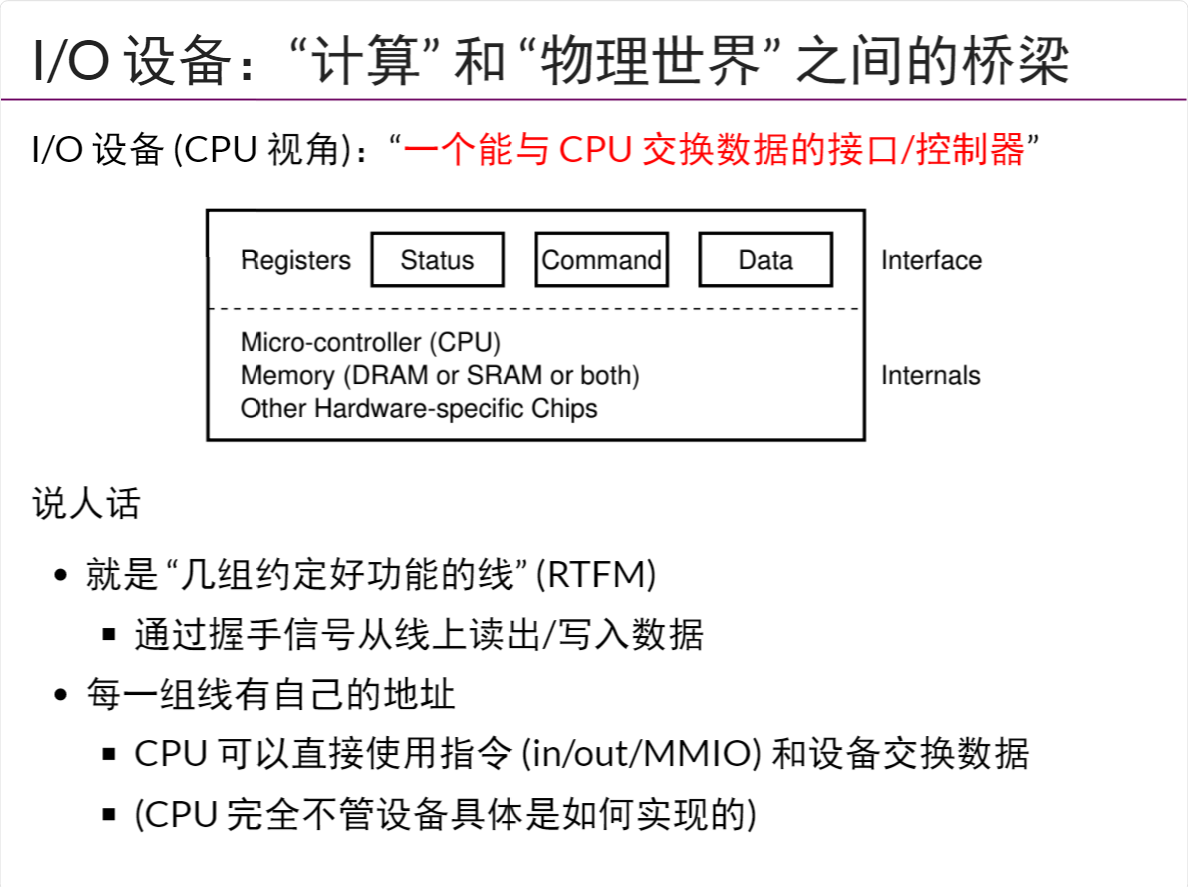 I/O 设备：“计算” 和 “物理世界” 之间的桥梁
I/O 设备 (CPU 视角)：“一个能与 CPU 交换数据的接口/控制器”
Registers Status Command Data Interface
Micro-controller (CPU)
Memory (DRAM or SRAM or both) Internals
Other Hardware-specific Chips
说人话
• 就是 “几组约定好功能的线” (RTFM)
▪ 通过握手信号从线上读出/写入数据
• 每一组线有自己的地址
▪ CPU 可以直接使用指令 (in/out/MMIO) 和设备交换数据
▪ (CPU 完全不管设备具体是如何实现的)